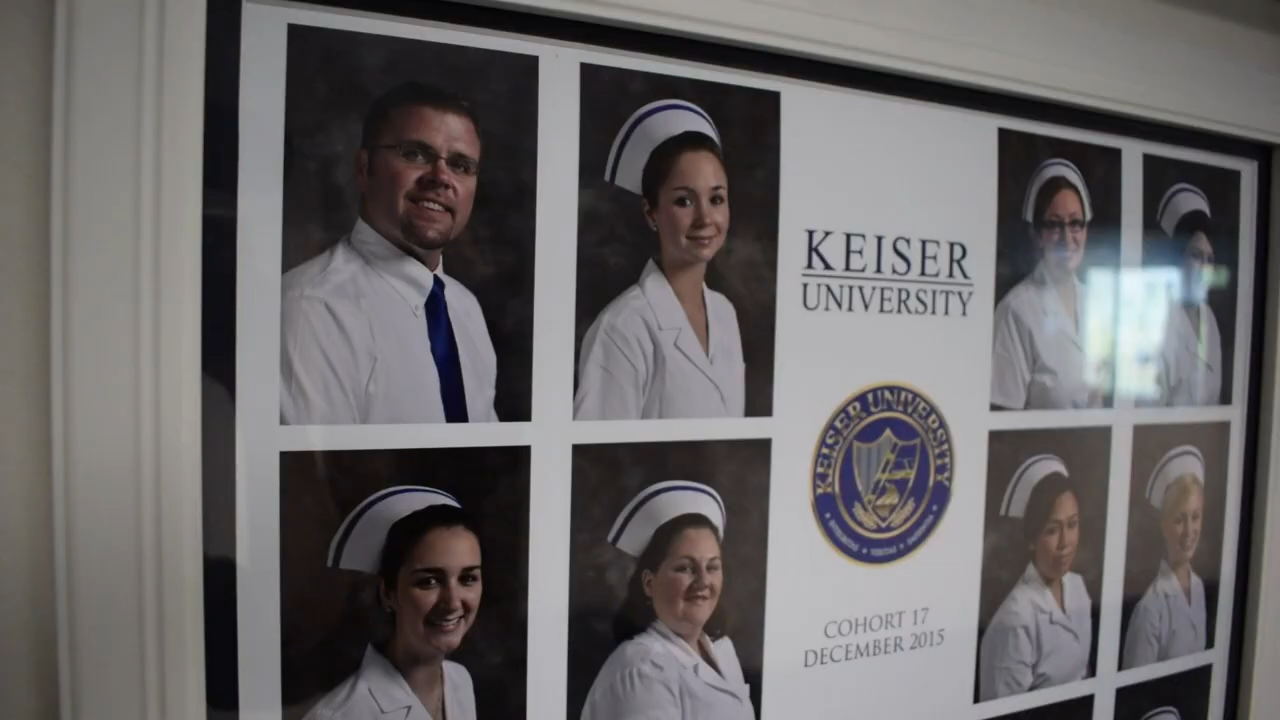 KEISER
UNIVERSITY
KEISER UNIVERSITY
COHORT 17
DECEMBER 2015